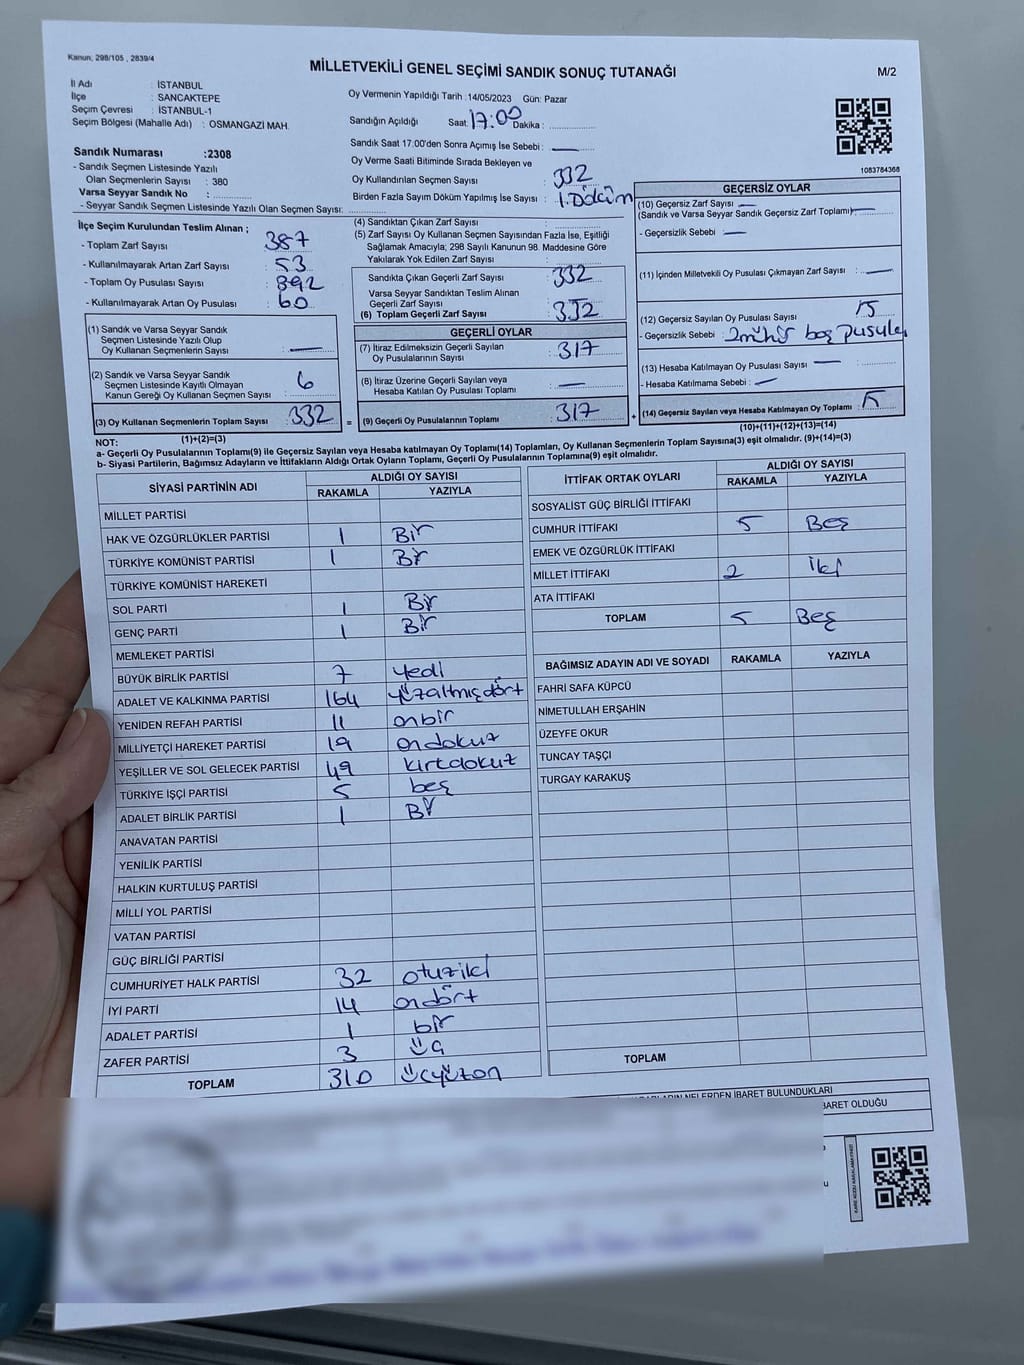 Kanun, 298/105 , 2839/4
MİLLETVEKİLİ GENEL SEÇİMİ SANDIK SONUÇ TUTANAĞI
M/2
İl Adı : İSTANBUL
İlçe : SANCAKTEPE
Seçim Çevresi : İSTANBUL-1
Seçim Bölgesi (Mahalle Adı) : OSMANGAZİ MAH.
Sandık Numarası :2308
- Sandık Seçmen Listesinde Yazılı
Olan Seçmenlerin Sayısı : 380
Varsa Seyyar Sandık No :
- Seyyar Sandık Seçmen Listesinde Yazılı Olan Seçmen Sayısı:
Oy Vermenin Yapıldığı Tarih :14/05/2023 Gün: Pazar
Sandığın Açıldığı Saat: 17:00 Dakika :
Sandık Saat 17:00'den Sonra Açılmış İse Sebebi : —
Oy Verme Saati Bitiminde Sırada Bekleyen ve
Oy Kullandırılan Seçmen Sayısı : 332
Birden Fazla Sayım Döküm Yapılmış İse Sayısı : 1.Döküm
1083784368
İlçe Seçim Kurulundan Teslim Alınan ;
- Toplam Zarf Sayısı : 387
- Kullanılmayarak Artan Zarf Sayısı : 53
- Toplam Oy Pusulası Sayısı : 392
- Kullanılmayarak Artan Oy Pusulası : 60
(1) Sandık ve Varsa Seyyar Sandık
Seçmen Listesinde Yazılı Olup
Oy Kullanan Seçmenlerin Sayısı : —
(2) Sandık ve Varsa Seyyar Sandık
Seçmen Listesinde Kayıtlı Olmayan
Kanun Gereği Oy Kullanan Seçmen Sayısı : 6
(3) Oy Kullanan Seçmenlerin Toplam Sayısı : 332
(1)+(2)=(3)
(4) Sandıktan Çıkan Zarf Sayısı :
(5) Zarf Sayısı Oy Kullanan Seçmen Sayısından Fazla İse, Eşitliği
Sağlamak Amacıyla; 298 Sayılı Kanunun 98. Maddesine Göre
Yakılarak Yok Edilen Zarf Sayısı :
Sandıkta Çıkan Geçerli Zarf Sayısı : 332
Varsa Seyyar Sandıktan Teslim Alınan
Geçerli Zarf Sayısı :
(6) Toplam Geçerli Zarf Sayısı : 332
GEÇERLİ OYLAR
(7) İtiraz Edilmeksizin Geçerli Sayılan
Oy Pusulalarının Sayısı : 317
(8) İtiraz Üzerine Geçerli Sayılan veya
Hesaba Katılan Oy Pusulası Toplamı : —
= (9) Geçerli Oy Pusulalarının Toplamı : 317
GEÇERSİZ OYLAR
(10) Geçersiz Zarf Sayısı : —
(Sandık ve Varsa Seyyar Sandık Geçersiz Zarf Toplamı) —
- Geçersizlik Sebebi : —
(11) İçinden Milletvekili Oy Pusulası Çıkmayan Zarf Sayısı : —
(12) Geçersiz Sayılan Oy Pusulası Sayısı : 15
- Geçersizlik Sebebi : 2mühür boş pusula
(13) Hesaba Katılmayan Oy Pusulası Sayısı : —
- Hesaba Katılmama Sebebi : —
+ (14) Geçersiz Sayılan veya Hesaba Katılmayan Oy Toplamı : 15
(10)+(11)+(12)+(13)=(14)
NOT:
a- Geçerli Oy Pusulalarının Toplamı(9) ile Geçersiz Sayılan veya Hesaba katılmayan Oy Toplamı(14) Toplamları, Oy Kullanan Seçmenlerin Toplam Sayısına(3) eşit olmalıdır. (9)+(14)=(3)
b- Siyasi Partilerin, Bağımsız Adayların ve İttifakların Aldığı Ortak Oyların Toplamı, Geçerli Oy Pusulalarının Toplamına(9) eşit olmalıdır.
SİYASİ PARTİNİN ADI ALDIĞI OY SAYISI
RAKAMLA YAZIYLA
MİLLET PARTİSİ
HAK VE ÖZGÜRLÜKLER PARTİSİ 1 Bir
TÜRKİYE KOMÜNİST PARTİSİ 1 Bir
TÜRKİYE KOMÜNİST HAREKETİ
SOL PARTİ 1 Bir
GENÇ PARTİ 1 Bir
MEMLEKET PARTİSİ
BÜYÜK BİRLİK PARTİSİ 7 yedi
ADALET VE KALKINMA PARTİSİ 164 yüzaltmışdört
YENİDEN REFAH PARTİSİ 11 onbir
MİLLİYETÇİ HAREKET PARTİSİ 19 ondokuz
YEŞİLLER VE SOL GELECEK PARTİSİ 49 kırkdokuz
TÜRKİYE İŞÇİ PARTİSİ 5 beş
ADALET BİRLİK PARTİSİ 1 Bir
ANAVATAN PARTİSİ
YENİLİK PARTİSİ
HALKIN KURTULUŞ PARTİSİ
MİLLİ YOL PARTİSİ
VATAN PARTİSİ
GÜÇ BİRLİĞİ PARTİSİ
CUMHURİYET HALK PARTİSİ 32 otuziki
İYİ PARTİ 14 ondört
ADALET PARTİSİ 1 bir
ZAFER PARTİSİ 3 üç
TOPLAM 310 üçyüzon
İTTİFAK ORTAK OYLARI ALDIĞI OY SAYISI
RAKAMLA YAZIYLA
SOSYALİST GÜÇ BİRLİĞİ İTTİFAKI
CUMHUR İTTİFAKI 5 Beş
EMEK VE ÖZGÜRLÜK İTTİFAKI
MİLLET İTTİFAKI 2 iki
ATA İTTİFAKI
TOPLAM 5 Beş
BAĞIMSIZ ADAYIN ADI VE SOYADI RAKAMLA YAZIYLA
FAHRİ SAFA KÜPCÜ
NİMETULLAH ERŞAHİN
ÜZEYFE OKUR
TUNCAY TAŞÇI
TURGAY KARAKUŞ
TOPLAM
NELERDEN İBARET BULUNDUKLARI
İBARET OLDUĞU